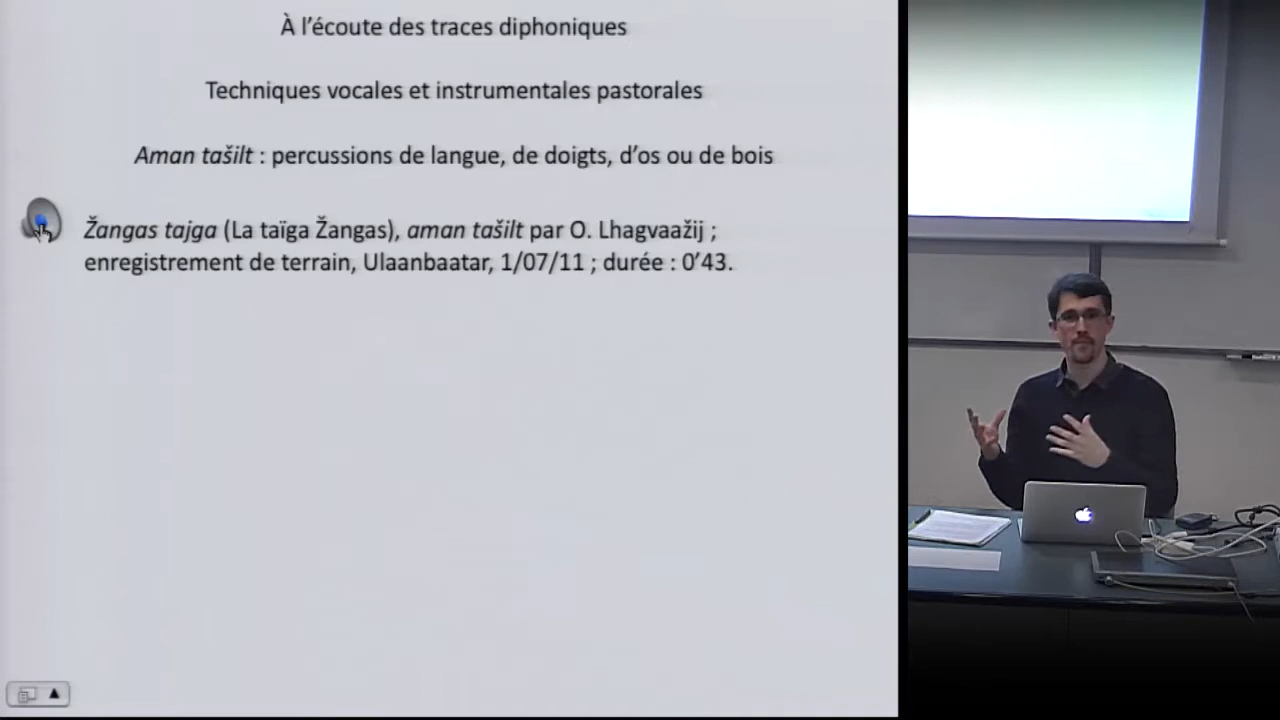 À l’écoute des traces diphoniques
Techniques vocales et instrumentales pastorales
Aman tašilt : percussions de langue, de doigts, d’os ou de bois
Žangas tajga (La taïga Žangas), aman tašilt par O. Lhagvaažij ;
enregistrement de terrain, Ulaanbaatar, 1/07/11 ; durée : 0’43.